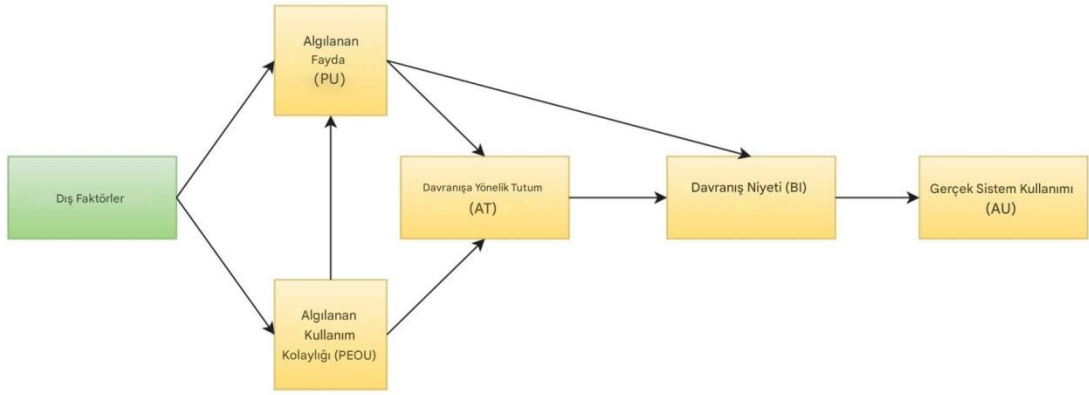 Algılanan
Fayda
(PU)
Dış Faktörler
Davranışa Yönelik Tutum
(AT)
Davranış Niyeti (BI)
Gerçek Sistem Kullanımı
(AU)
Algılanan
Kullanım
Kolaylığı (PEOU)